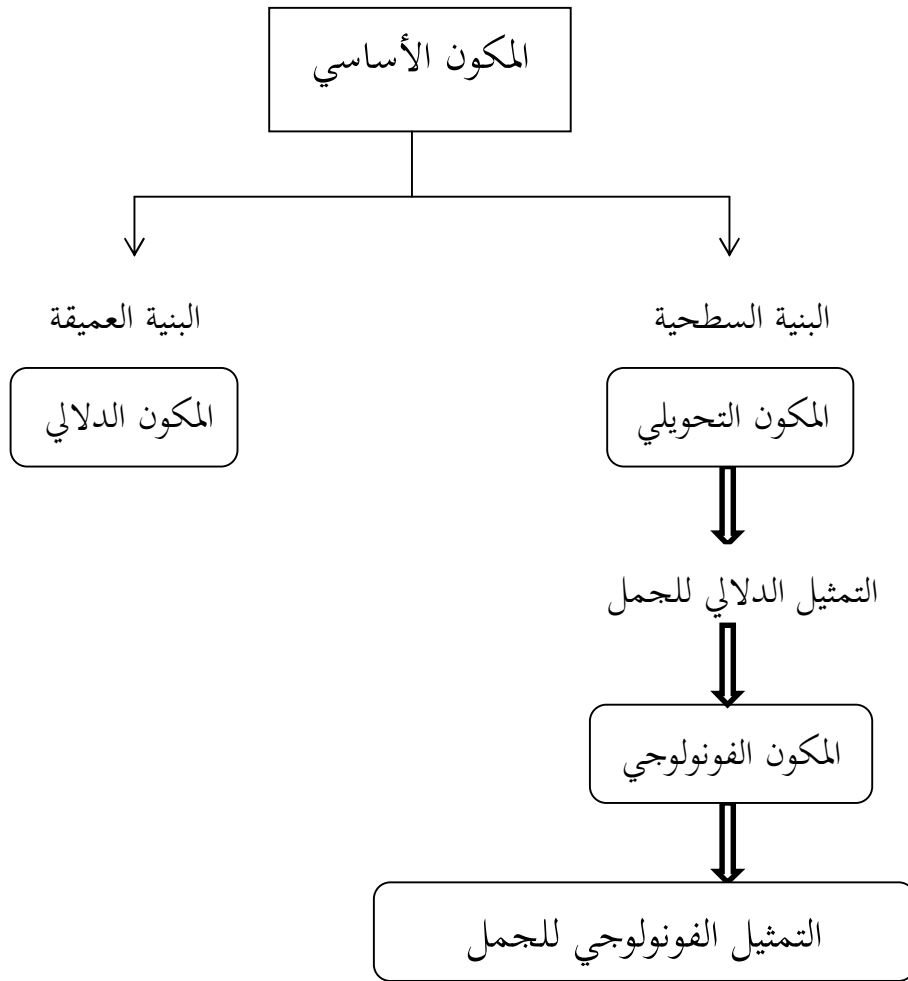 المكون الأساسي
البنية السطحية
البنية العميقة
المكون التحويلي
المكون الدلالي
التمثيل الدلالي للجمل
المكون الفونولوجي
التمثيل الفونولوجي للجمل